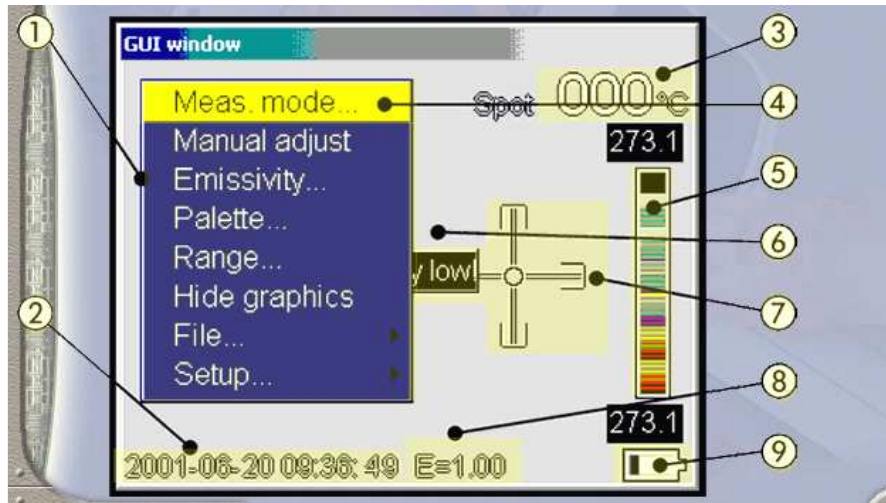 GUI window
1
3
Spot 000 °C
Meas. mode...
4
Manual adjust
273.1
Emissivity...
5
Palette...
6
Range...
y low!
Hide graphics
7
2
File...
Setup...
8
273.1
2001-06-20 09:36:49 E=1.00
9